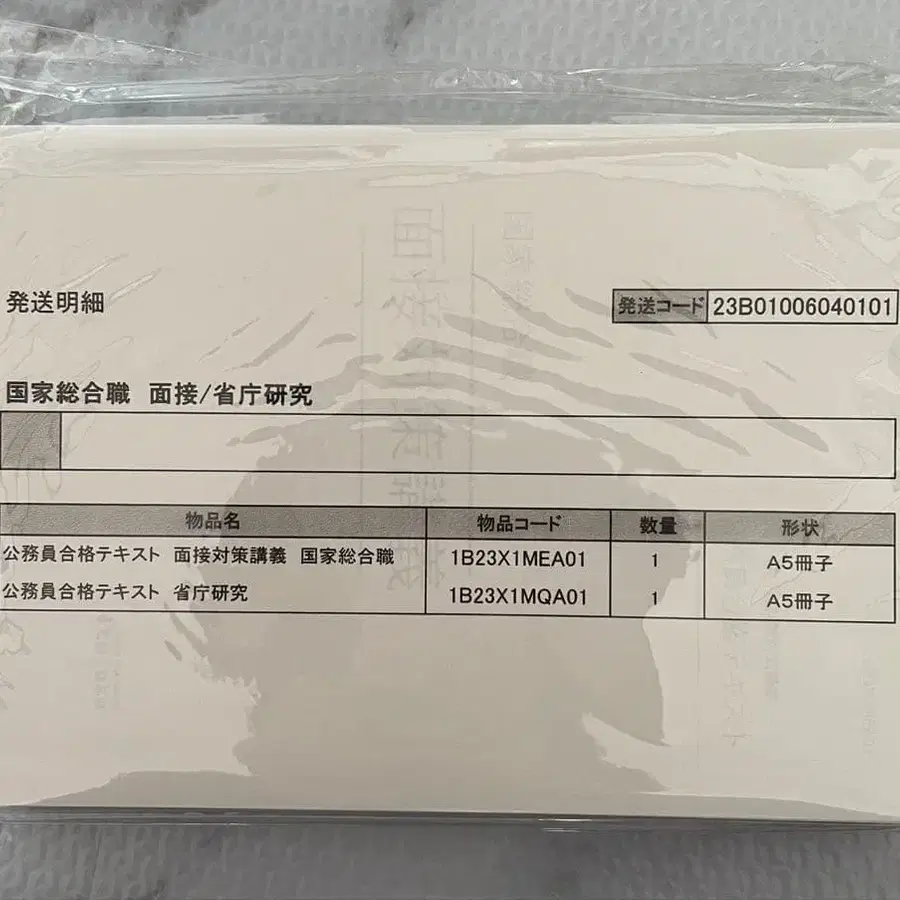 発送明細
発送コード 23B01006040101
国家総合職 面接/省庁研究
物品名 物品コード 数量 形状
公務員合格テキスト 面接対策講義 国家総合職 1B23X1MEA01 1 A5冊子
公務員合格テキスト 省庁研究 1B23X1MQA01 1 A5冊子